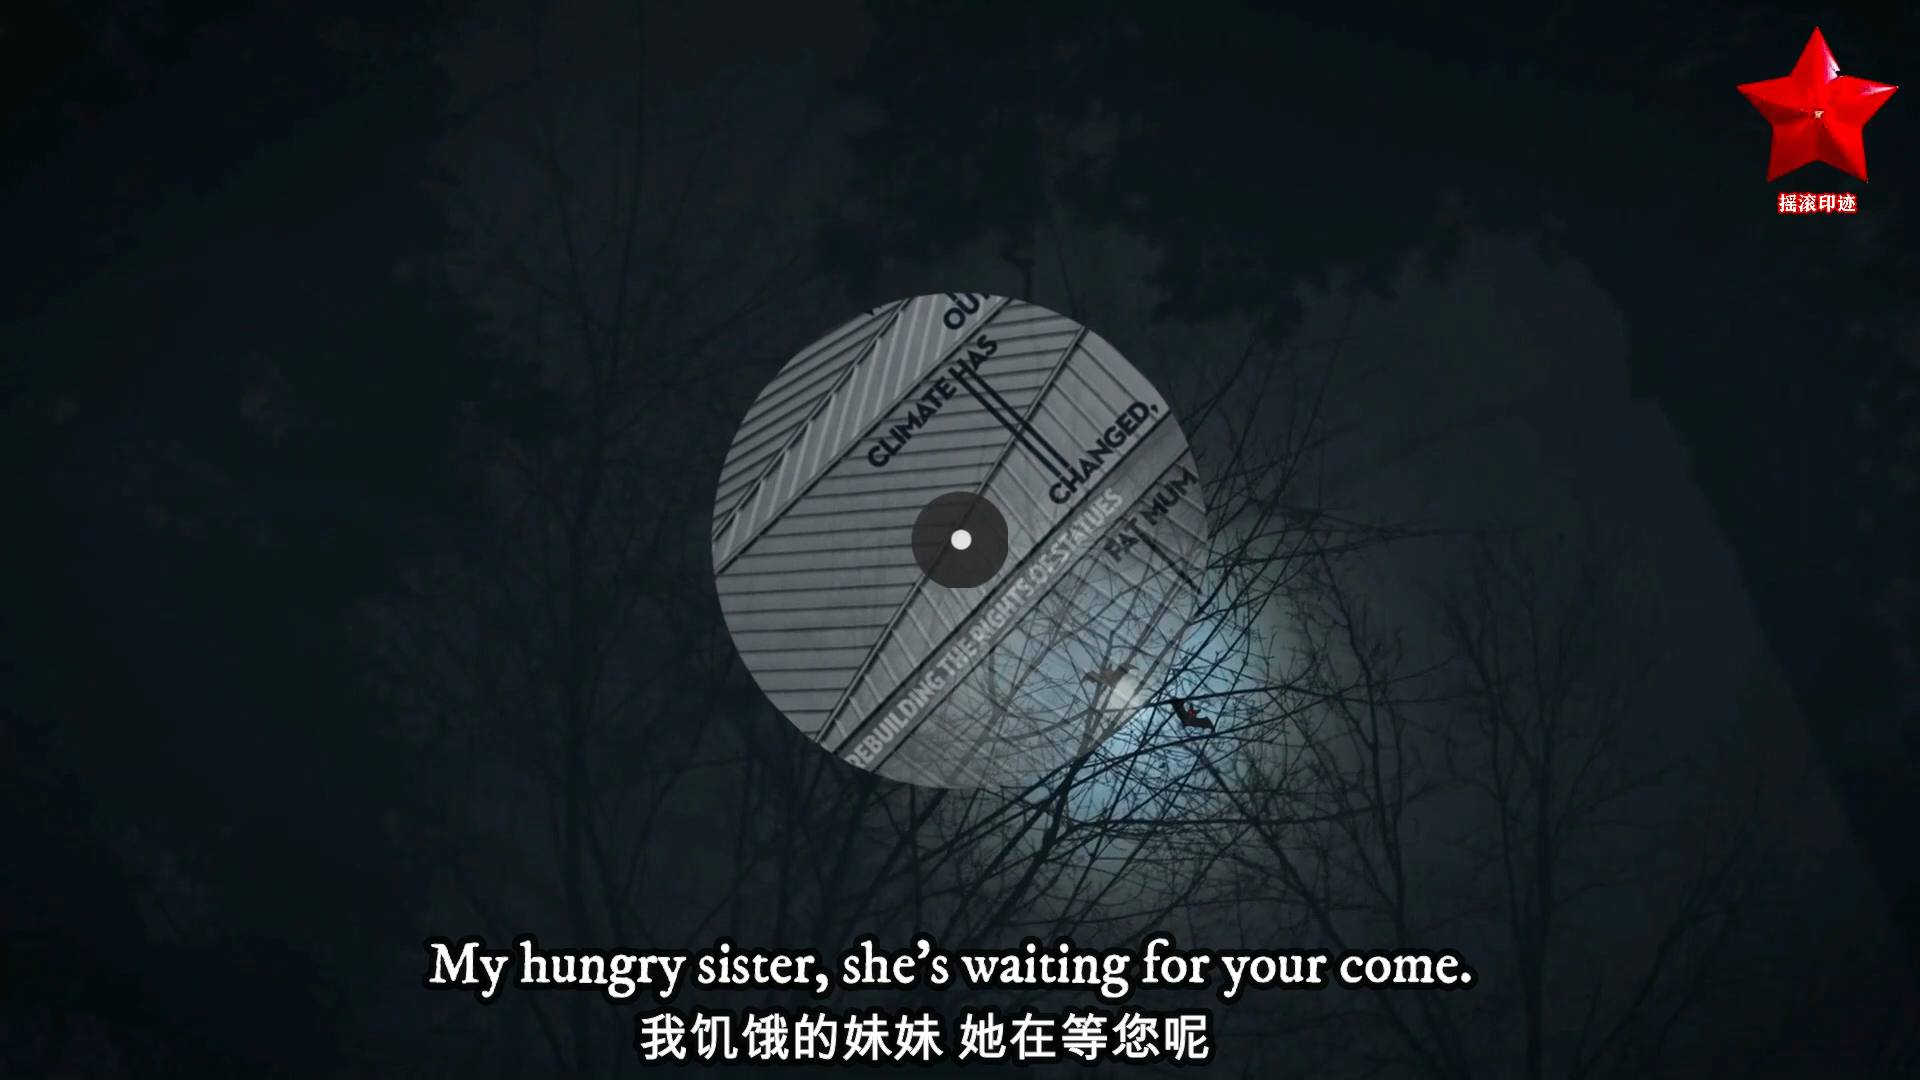 摇滚印迹
OU
CLIMATE HAS
CHANGED,
FAT MUM
REBUILDING THE RIGHTS OF STATUES
My hungry sister, she's waiting for your come.
我饥饿的妹妹 她在等您呢